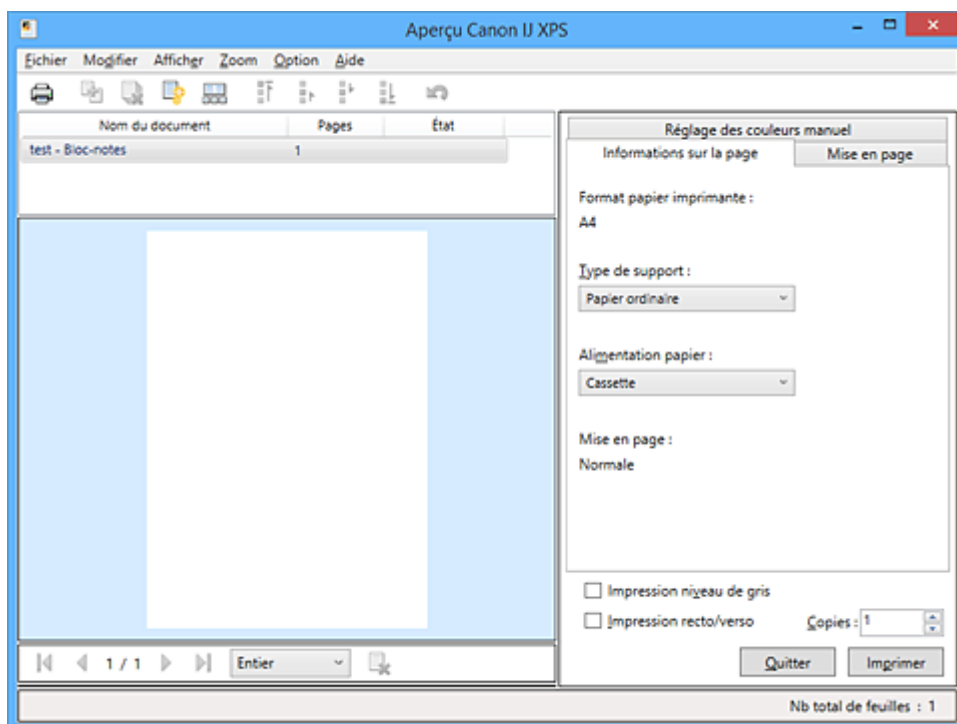 Aperçu Canon IJ XPS
Fichier Modifier Afficher Zoom Option Aide
Nom du document Pages État
test - Bloc-notes 1
Réglage des couleurs manuel
Informations sur la page Mise en page
Format papier imprimante :
A4
Type de support :
Papier ordinaire
Alimentation papier :
Cassette
Mise en page :
Normale
Impression niveau de gris
Impression recto/verso Copies : 1
1 / 1 Entier
Quitter Imprimer
Nb total de feuilles : 1